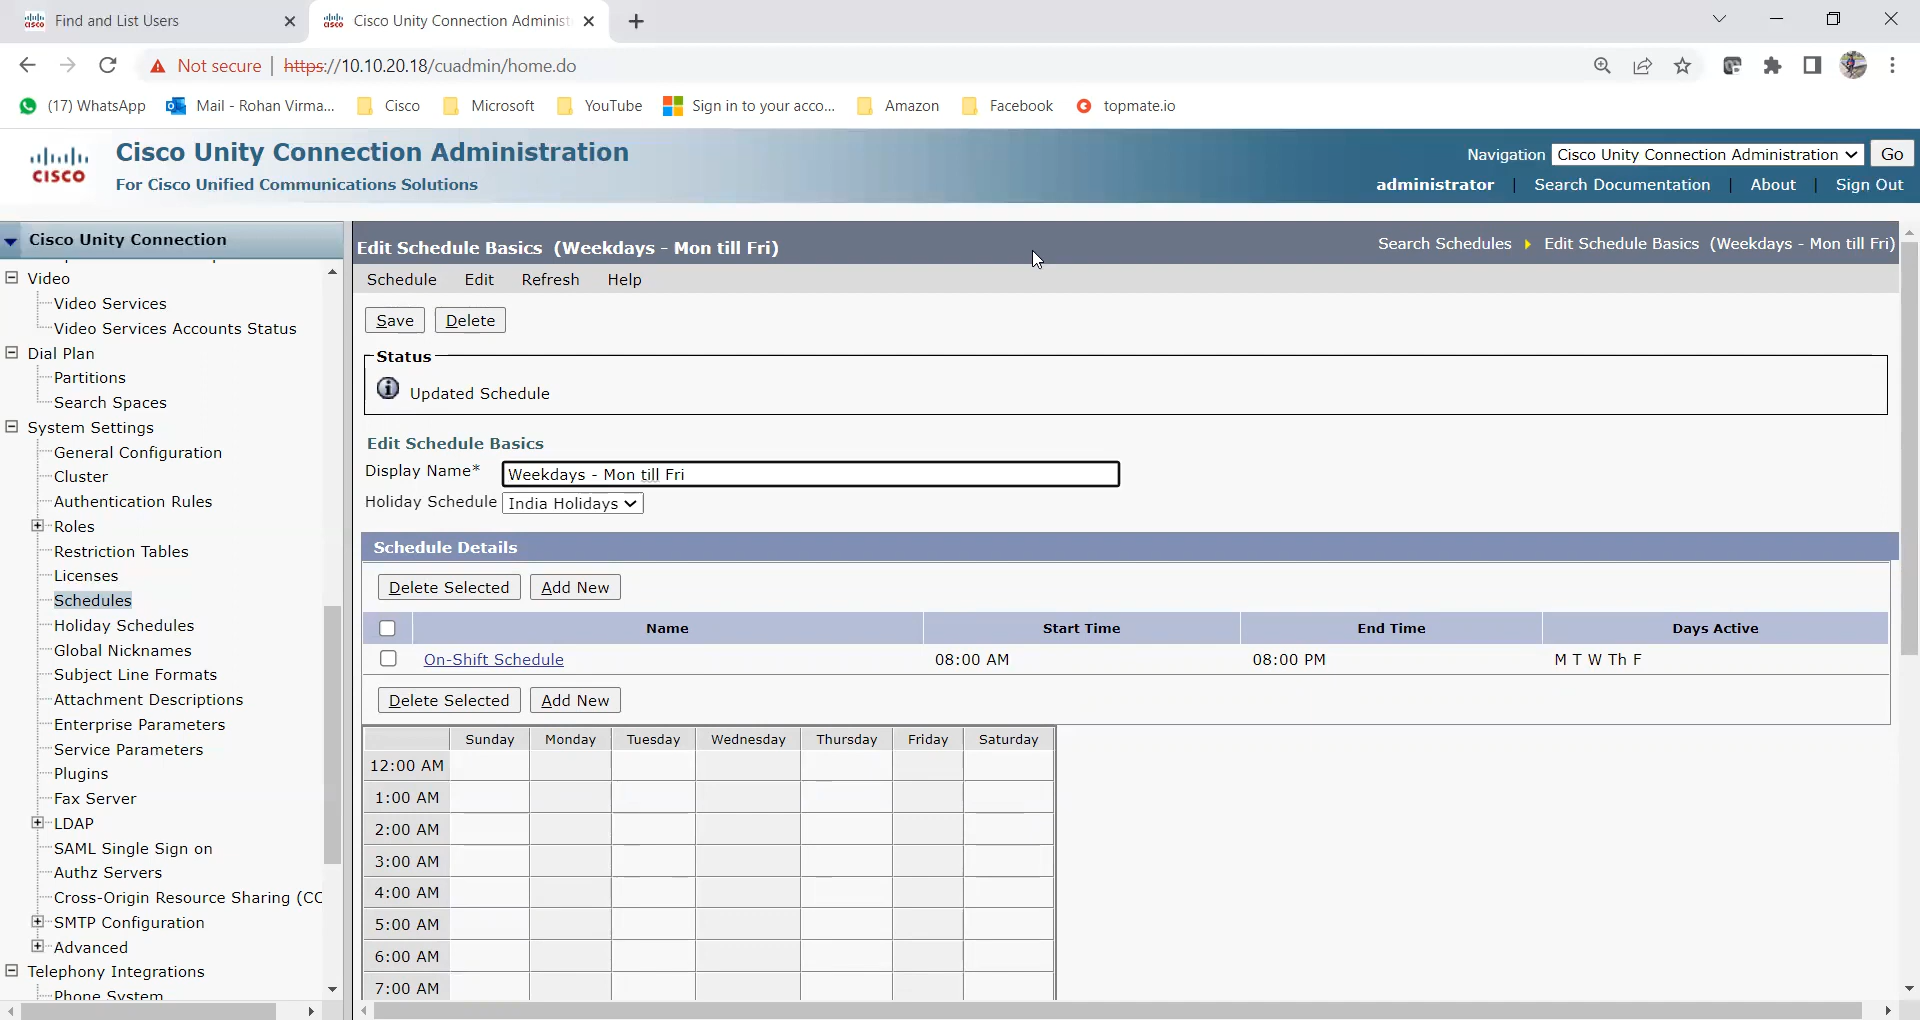 Find and List Users
Cisco Unity Connection Administ
Not secure | https://10.10.20.18/cuadmin/home.do
(17) WhatsApp Mail - Rohan Virma... Cisco Microsoft YouTube Sign in to your acco... Amazon Facebook topmate.io
CISCO
Cisco Unity Connection Administration
For Cisco Unified Communications Solutions
Navigation Cisco Unity Connection Administration Go
administrator | Search Documentation | About | Sign Out
Cisco Unity Connection
Video
Video Services
Video Services Accounts Status
Dial Plan
Partitions
Search Spaces
System Settings
General Configuration
Cluster
Authentication Rules
Roles
Restriction Tables
Licenses
Schedules
Holiday Schedules
Global Nicknames
Subject Line Formats
Attachment Descriptions
Enterprise Parameters
Service Parameters
Plugins
Fax Server
LDAP
SAML Single Sign on
Authz Servers
Cross-Origin Resource Sharing (CC
SMTP Configuration
Advanced
Telephony Integrations
Phone System
Edit Schedule Basics (Weekdays - Mon till Fri)
Search Schedules Edit Schedule Basics (Weekdays - Mon till Fri)
Schedule Edit Refresh Help
Save Delete
Status
Updated Schedule
Edit Schedule Basics
Display Name* Weekdays - Mon till Fri
Holiday Schedule India Holidays
Schedule Details
Delete Selected Add New
Name Start Time End Time Days Active
On-Shift Schedule 08:00 AM 08:00 PM M T W Th F
Delete Selected Add New
Sunday Monday Tuesday Wednesday Thursday Friday Saturday
12:00 AM
1:00 AM
2:00 AM
3:00 AM
4:00 AM
5:00 AM
6:00 AM
7:00 AM